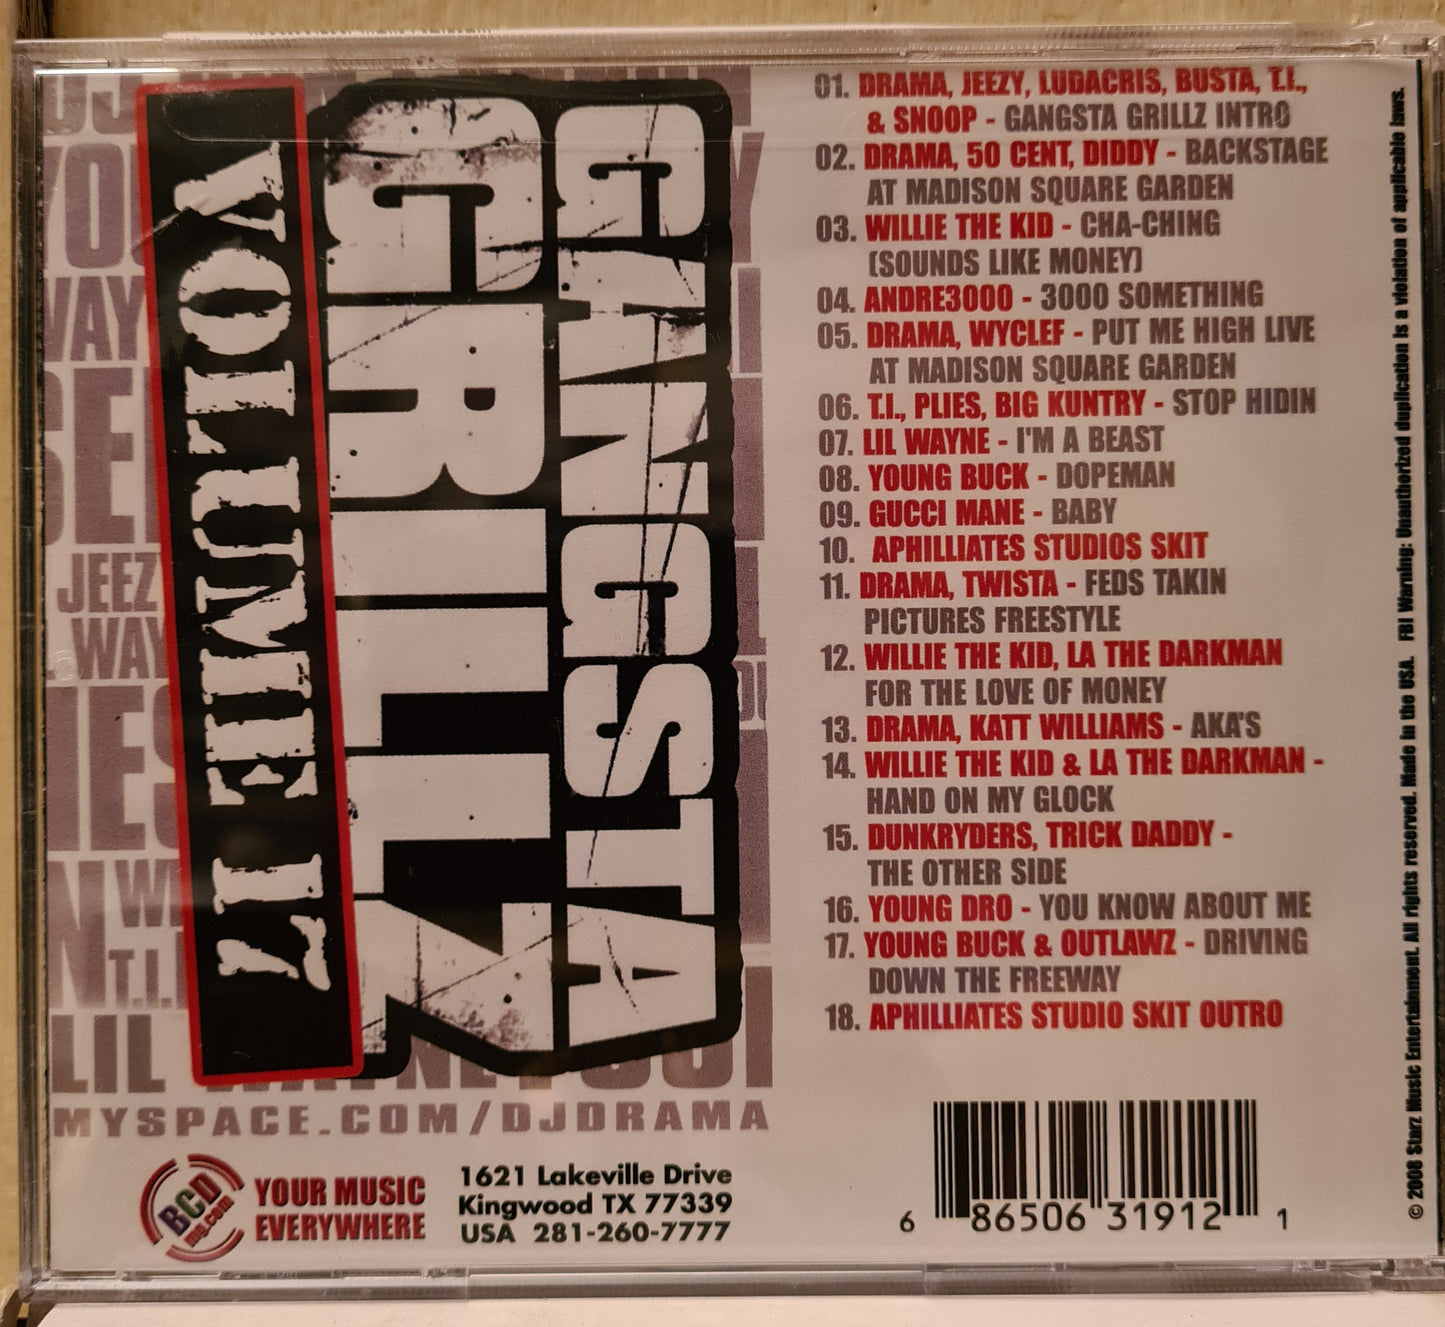 GANGSTA
GRILLZ
VOLUME 17
JEEZ
WAY
LIL
T.I.
MYSPACE.COM/DJDRAMA
BCD
mg.com
YOUR MUSIC
EVERYWHERE
1621 Lakeville Drive
Kingwood TX 77339
USA 281-260-7777
01. DRAMA, JEEZY, LUDACRIS, BUSTA, T.I.,
& SNOOP - GANGSTA GRILLZ INTRO
02. DRAMA, 50 CENT, DIDDY - BACKSTAGE
AT MADISON SQUARE GARDEN
03. WILLIE THE KID - CHA-CHING
(SOUNDS LIKE MONEY)
04. ANDRE3000 - 3000 SOMETHING
05. DRAMA, WYCLEF - PUT ME HIGH LIVE
AT MADISON SQUARE GARDEN
06. T.I., PLIES, BIG KUNTRY - STOP HIDIN
07. LIL WAYNE - I'M A BEAST
08. YOUNG BUCK - DOPEMAN
09. GUCCI MANE - BABY
10. APHILLIATES STUDIOS SKIT
11. DRAMA, TWISTA - FEDS TAKIN
PICTURES FREESTYLE
12. WILLIE THE KID, LA THE DARKMAN
FOR THE LOVE OF MONEY
13. DRAMA, KATT WILLIAMS - AKA'S
14. WILLIE THE KID & LA THE DARKMAN -
HAND ON MY GLOCK
15. DUNKRYDERS, TRICK DADDY -
THE OTHER SIDE
16. YOUNG DRO - YOU KNOW ABOUT ME
17. YOUNG BUCK & OUTLAWZ - DRIVING
DOWN THE FREEWAY
18. APHILLIATES STUDIO SKIT OUTRO
6 86506 31912 1
© 2008 Starz Music Entertainment. All rights reserved. Made in the USA. FBI Warning: Unauthorized duplication is a violation of applicable laws.